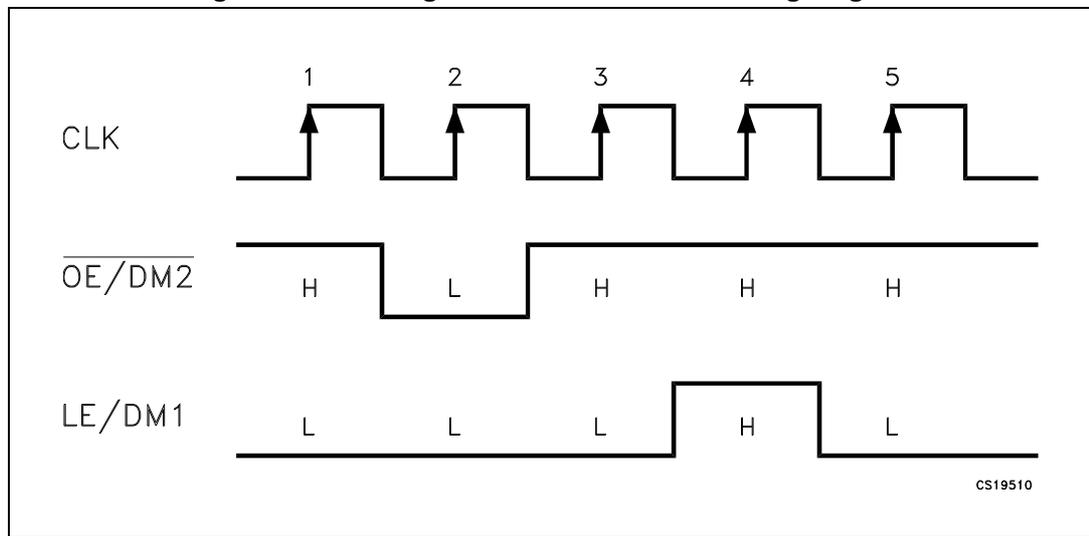 1 2 3 4 5
CLK
OE/DM2
H L H H H
LE/DM1
L L L H L
CS19510